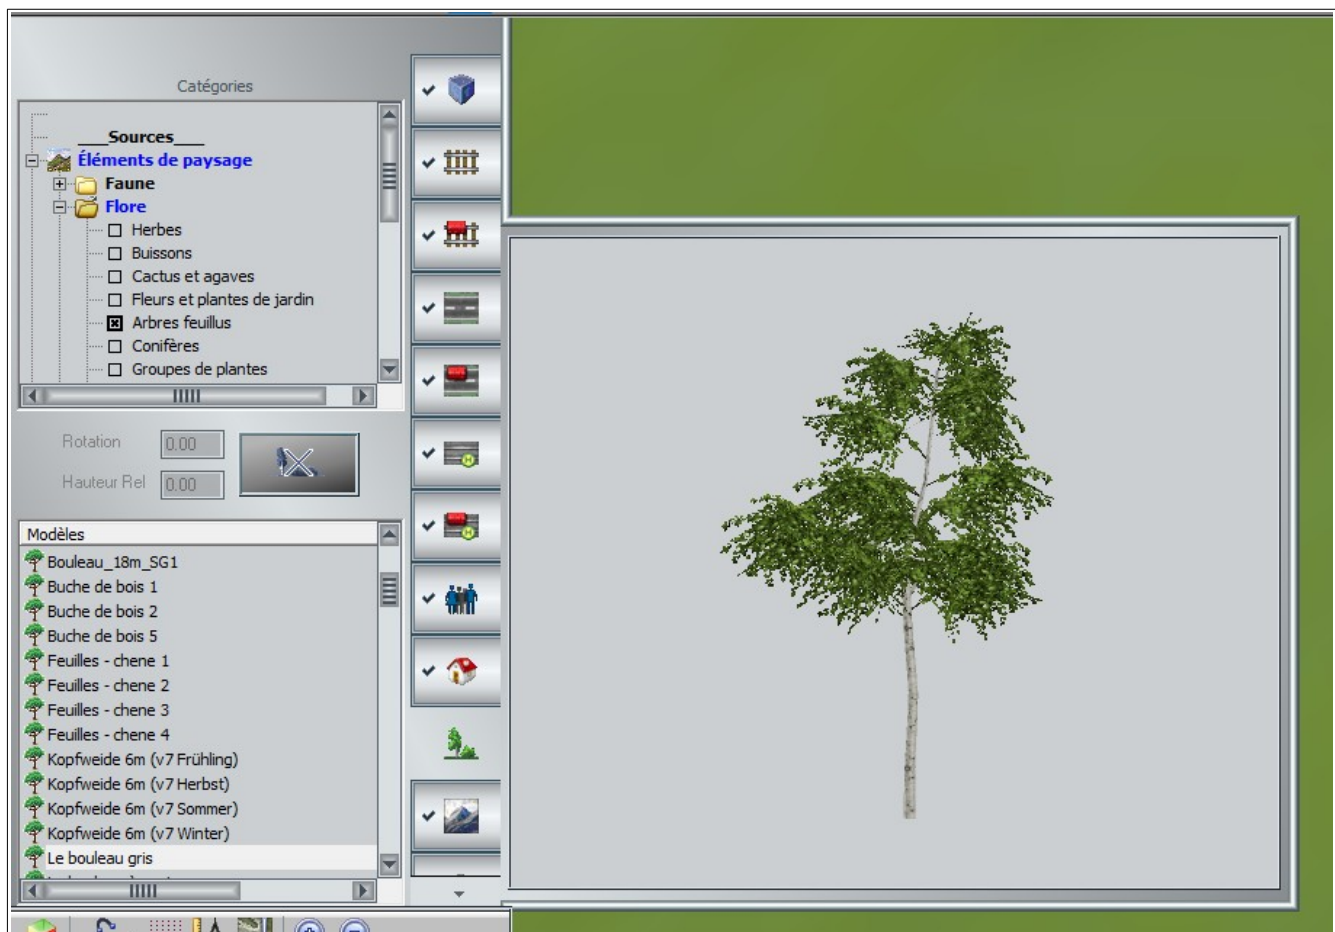 Catégories
___Sources___
Éléments de paysage
Faune
Flore
Herbes
Buissons
Cactus et agaves
Fleurs et plantes de jardin
Arbres feuillus
Conifères
Groupes de plantes
Rotation 0.00
Hauteur Rel 0.00
Modèles
Bouleau_18m_SG1
Buche de bois 1
Buche de bois 2
Buche de bois 5
Feuilles - chene 1
Feuilles - chene 2
Feuilles - chene 3
Feuilles - chene 4
Kopfweide 6m (v7 Frühling)
Kopfweide 6m (v7 Herbst)
Kopfweide 6m (v7 Sommer)
Kopfweide 6m (v7 Winter)
Le bouleau gris